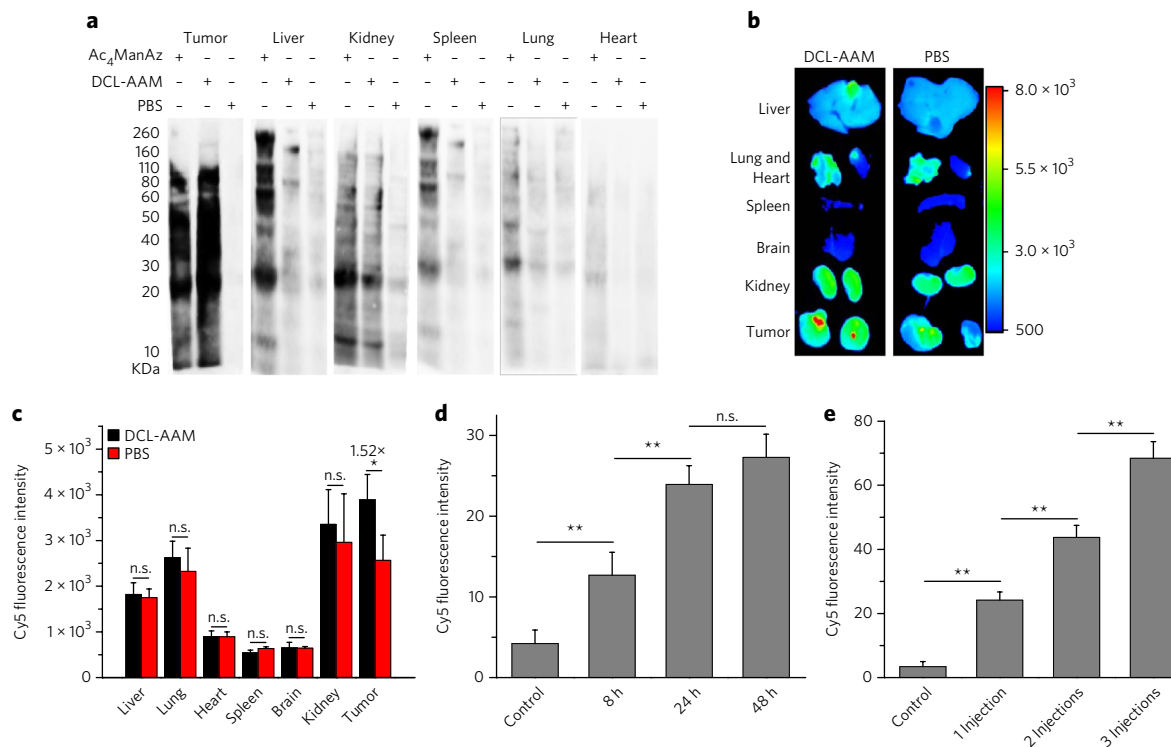 a
Tumor Liver Kidney Spleen Lung Heart
Ac4ManAz + – – + – – + – – + – – + – – + – –
DCL-AAM – + – – + – – + – – + – – + – – + –
PBS – – + – – + – – + – – + – – + – – +
260
160
110
80
60
50
40
30
20
10
KDa
b
DCL-AAM PBS
Liver
Lung and
Heart
Spleen
Brain
Kidney
Tumor
8.0 × 10³
5.5 × 10³
3.0 × 10³
500
c
DCL-AAM
PBS
Cy5 fluorescence intensity
5 × 10³
4 × 10³
3 × 10³
2 × 10³
1 × 10³
0
n.s. n.s. n.s. n.s. n.s. n.s. 1.52×
*
Liver Lung Heart Spleen Brain Kidney Tumor
d
Cy5 fluorescence intensity
30
20
10
0
** ** n.s.
Control 8 h 24 h 48 h
e
Cy5 fluorescence intensity
80
60
40
20
0
** ** **
Control 1 Injection 2 Injections 3 Injections